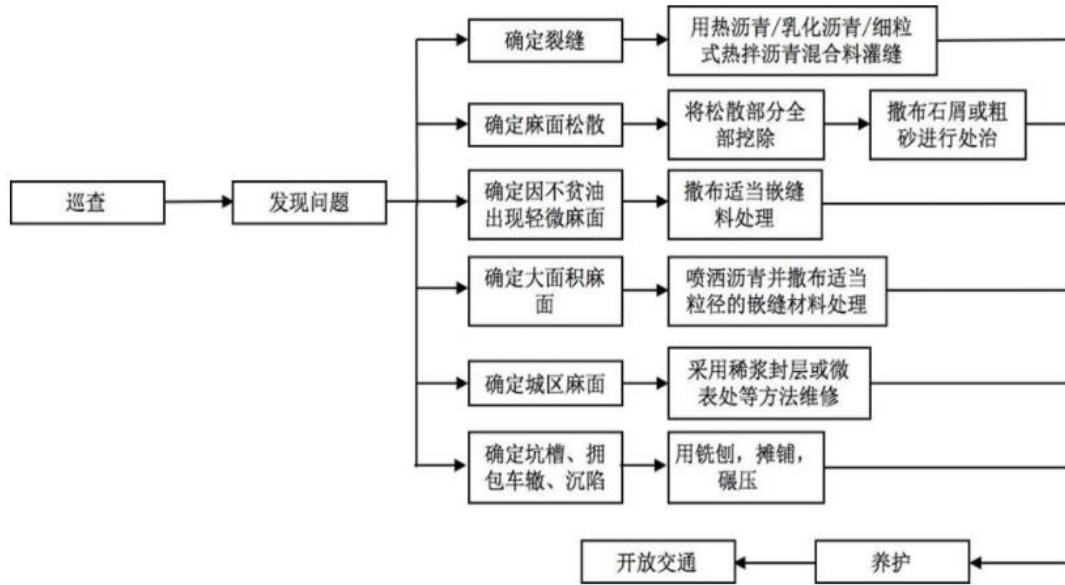 确定裂缝
用热沥青/乳化沥青/细粒
式热拌沥青混合料灌缝
确定麻面松散
将松散部分全
部挖除
撒布石屑或粗
砂进行处治
巡查
发现问题
确定因不贫油
出现轻微麻面
撒布适当嵌缝
料处理
确定大面积麻
面
喷洒沥青并撒布适当
粒径的嵌缝材料处理
确定城区麻面
采用稀浆封层或微
表处等方法维修
确定坑槽、拥
包车辙、沉陷
用铣刨，摊铺，
碾压
开放交通
养护